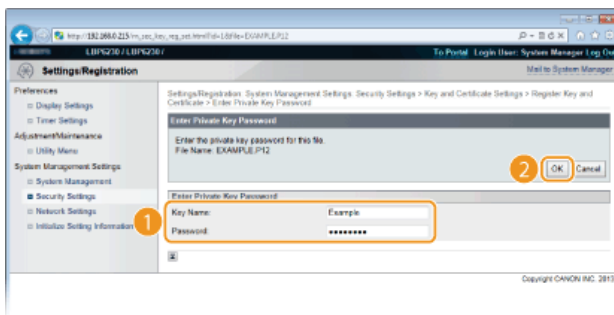 http://192.168.0.215/m_sec_key_reg_set.html?id=1&file=EXAMPLE.P12
LBP6230 / LBP6230 /
To Portal Login User: System Manager Log Ou
Settings/Registration
Mail to System Manager
Preferences
Display Settings
Timer Settings
Adjustment/Maintenance
Utility Menu
System Management Settings
System Management
Security Settings
Network Settings
Initialize Setting Information
Settings/Registration: System Management Settings: Security Settings > Key and Certificate Settings > Register Key and
Certificate > Enter Private Key Password
Enter Private Key Password
Enter the private key password for this file.
File Name: EXAMPLE.P12
2
OK
Cancel
Enter Private Key Password
1
Key Name:
Example
Password:
••••••••
Copyright CANON INC. 2013